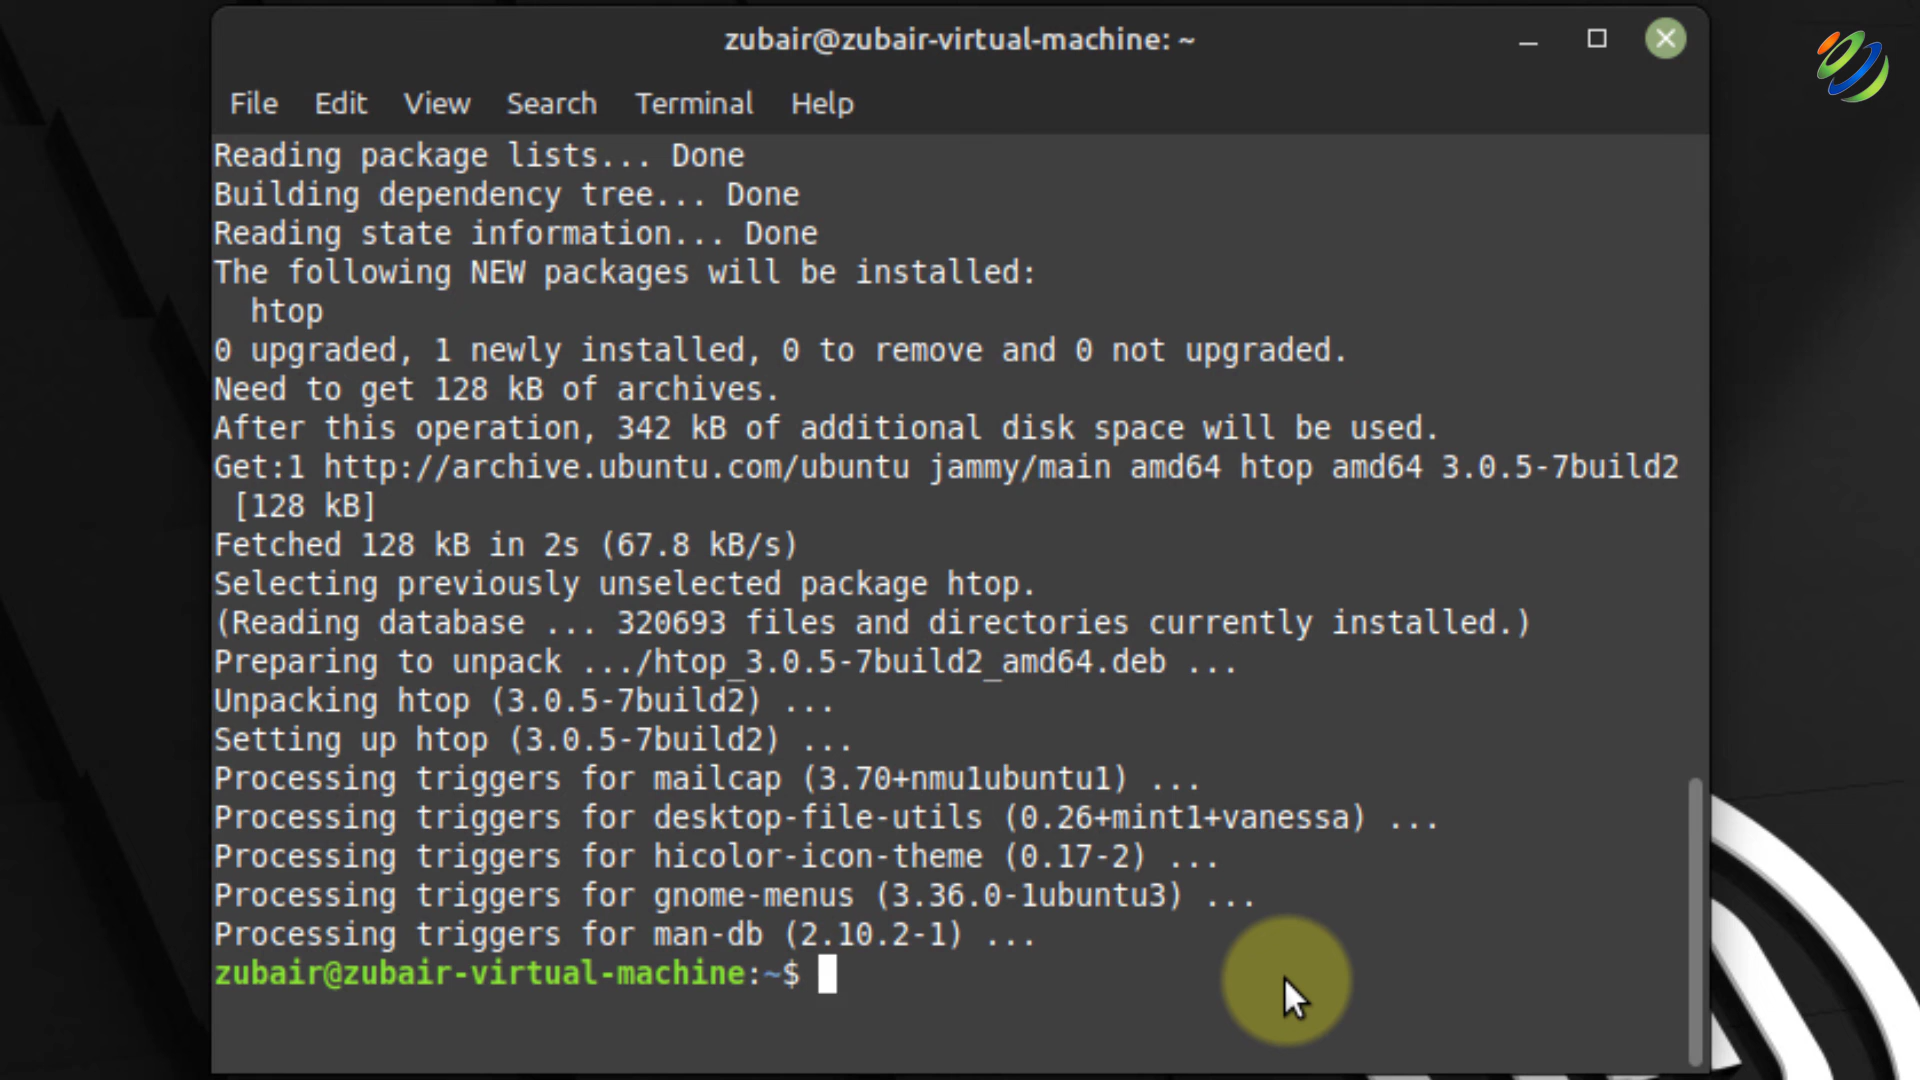 zubair@zubair-virtual-machine: ~
File Edit View Search Terminal Help
Reading package lists... Done
Building dependency tree... Done
Reading state information... Done
The following NEW packages will be installed:
  htop
0 upgraded, 1 newly installed, 0 to remove and 0 not upgraded.
Need to get 128 kB of archives.
After this operation, 342 kB of additional disk space will be used.
Get:1 http://archive.ubuntu.com/ubuntu jammy/main amd64 htop amd64 3.0.5-7build2
 [128 kB]
Fetched 128 kB in 2s (67.8 kB/s)
Selecting previously unselected package htop.
(Reading database ... 320693 files and directories currently installed.)
Preparing to unpack .../htop_3.0.5-7build2_amd64.deb ...
Unpacking htop (3.0.5-7build2) ...
Setting up htop (3.0.5-7build2) ...
Processing triggers for mailcap (3.70+nmu1ubuntu1) ...
Processing triggers for desktop-file-utils (0.26+mint1+vanessa) ...
Processing triggers for hicolor-icon-theme (0.17-2) ...
Processing triggers for gnome-menus (3.36.0-1ubuntu3) ...
Processing triggers for man-db (2.10.2-1) ...
zubair@zubair-virtual-machine:~$